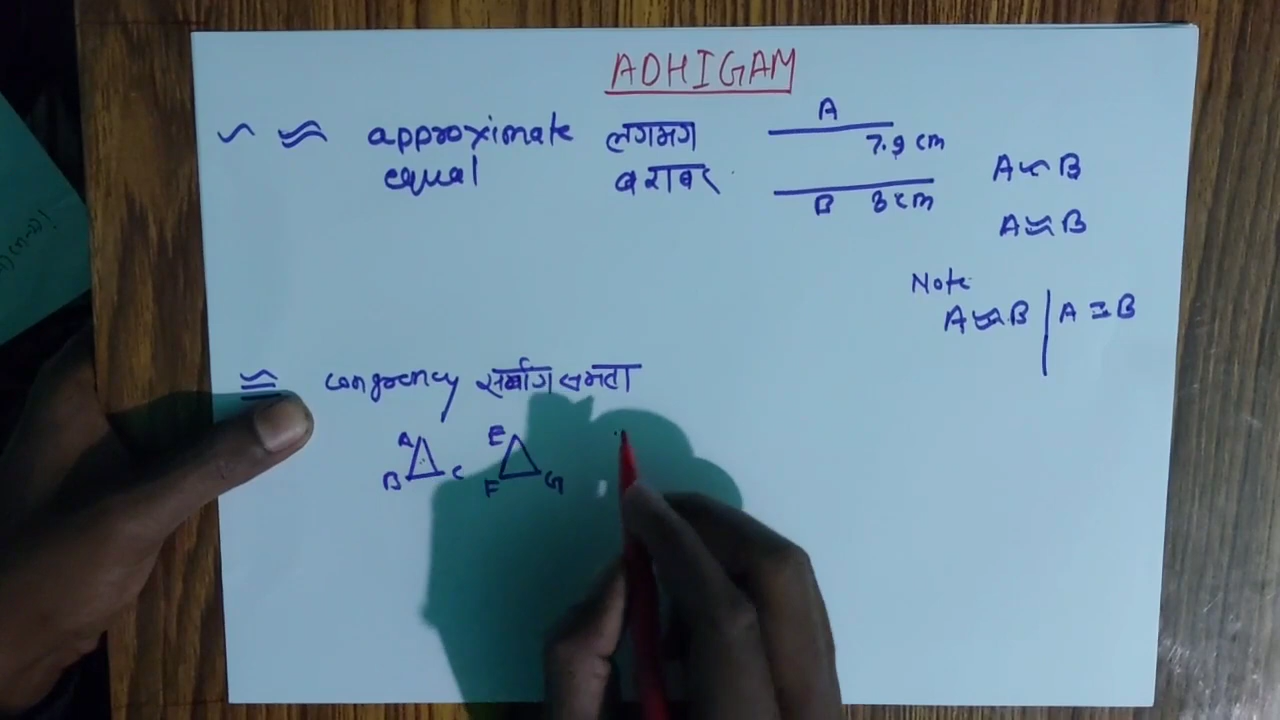 ADHIGAM
∽ ≈ approximate लगभग
equal बराबर
A
7.9 cm
B 8cm
A ∽ B
A ≈ B
Note
A ≈ B | A ≃ B
≌ congruency सर्वांगसमता
A
B C
E
F G